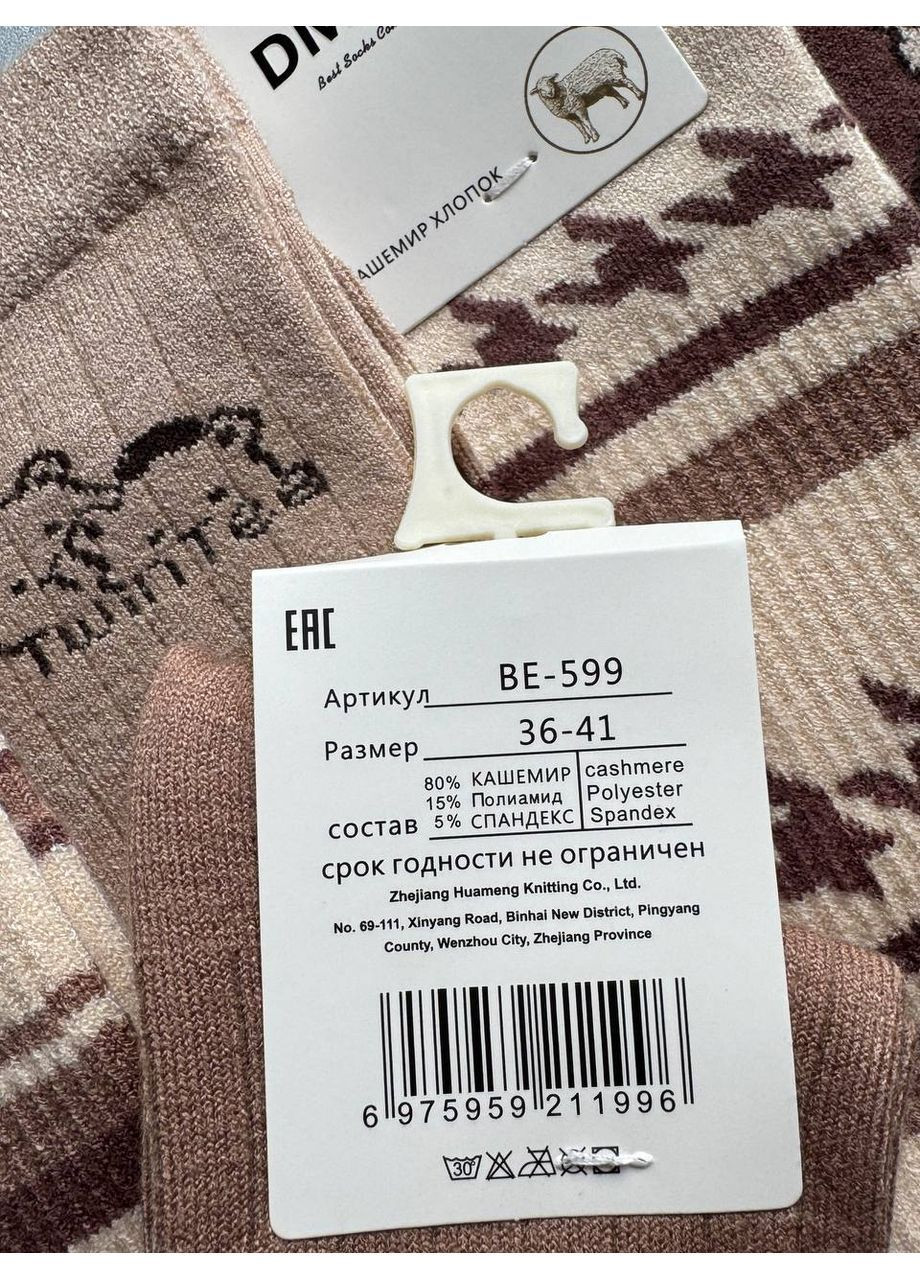 Best Socks
КАШЕМИР ХЛОПОК
EAC
Артикул BE-599
Размер 36-41
80% КАШЕМИР cashmere
15% Полиамид Polyester
состав 5% СПАНДЕКС Spandex
срок годности не ограничен
Zhejiang Huameng Knitting Co., Ltd.
No. 69-111, Xinyang Road, Binhai New District, Pingyang
County, Wenzhou City, Zhejiang Province
6 975959 211996
30°